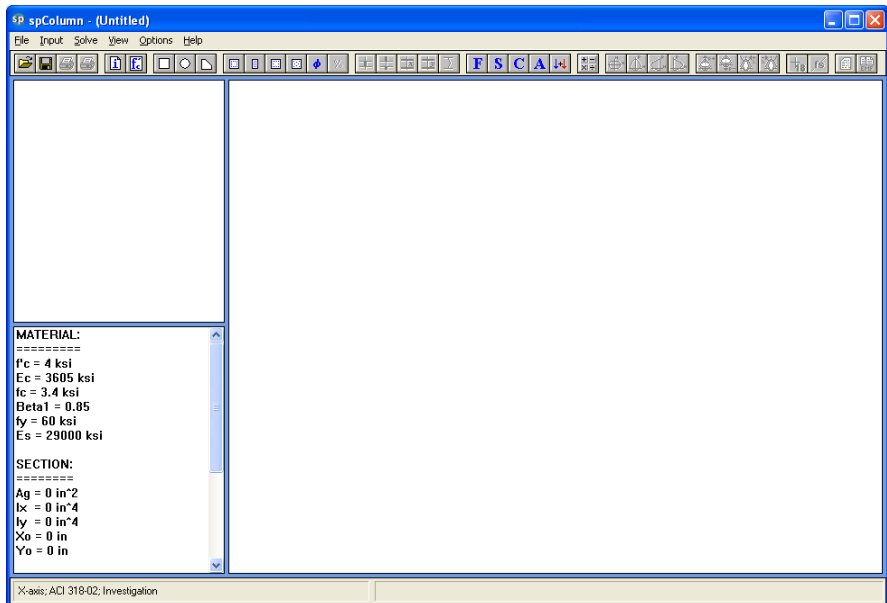 sp spColumn - (Untitled)
File Input Solve View Options Help
i f'c φ F S C A
MATERIAL:
=========
f'c = 4 ksi
Ec = 3605 ksi
fc = 3.4 ksi
Beta1 = 0.85
fy = 60 ksi
Es = 29000 ksi
SECTION:
========
Ag = 0 in^2
Ix = 0 in^4
Iy = 0 in^4
Xo = 0 in
Yo = 0 in
X-axis; ACI 318-02; Investigation